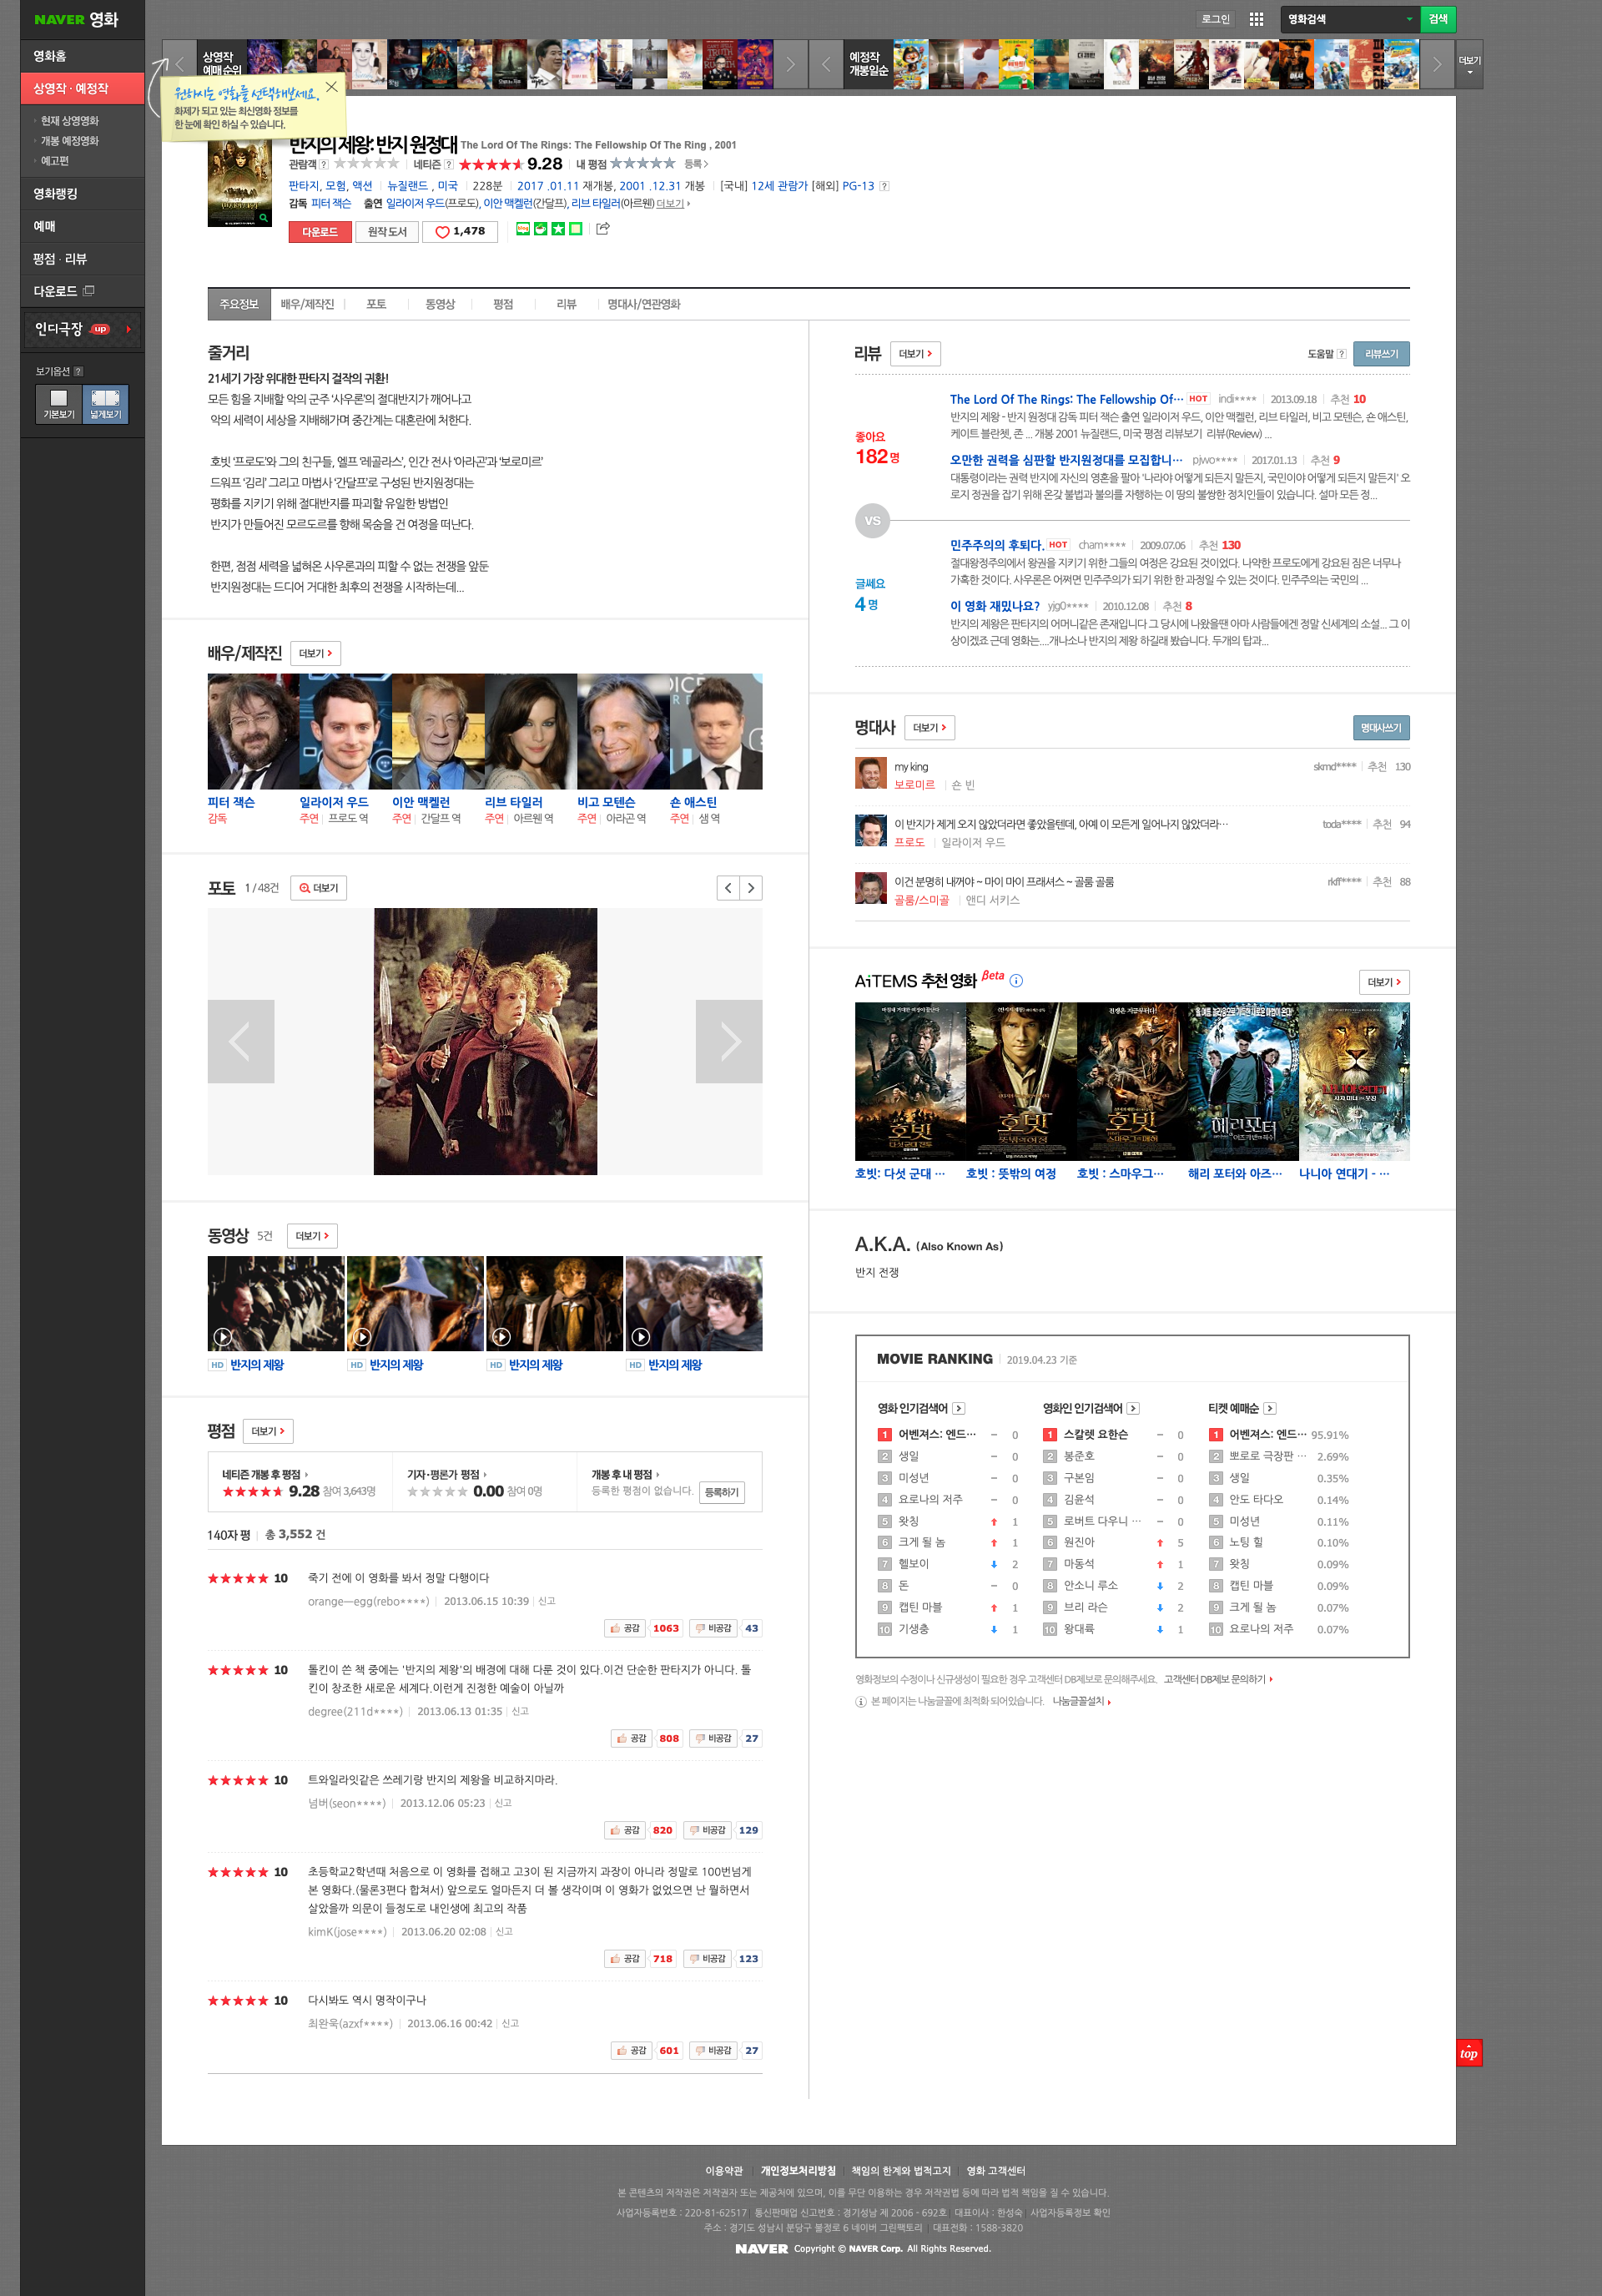 NAVER 영화
로그인
영화검색
검색
영화홈
상영작 · 예정작
현재 상영영화
개봉 예정영화
예고편
영화랭킹
예매
평점 · 리뷰
다운로드
인디극장 up
보기옵션 ?
기본보기 넓게보기
상영작
예매순위
예정작
개봉일순
더보기
원하시는 영화를 선택해보세요.
화제가 되고 있는 최신영화 정보를
한 눈에 확인 하실 수 있습니다.
반지의 제왕: 반지 원정대 The Lord Of The Rings: The Fellowship Of The Ring , 2001
관람객 ? 네티즌 ? 9.28 내 평점 등록
판타지, 모험, 액션 뉴질랜드 , 미국 228분 2017 .01.11 재개봉, 2001 .12.31 개봉 [국내] 12세 관람가 [해외] PG-13 ?
감독 피터 잭슨 출연 일라이저 우드(프로도), 이안 맥켈런(간달프), 리브 타일러(아르웬) 더보기
다운로드 원작 도서 1,478
주요정보 배우/제작진 포토 동영상 평점 리뷰 명대사/연관영화
줄거리
21세기 가장 위대한 판타지 걸작의 귀환!
모든 힘을 지배할 악의 군주 '사우론'의 절대반지가 깨어나고
악의 세력이 세상을 지배해가며 중간계는 대혼란에 처한다.
호빗 '프로도'와 그의 친구들, 엘프 '레골라스', 인간 전사 '아라곤'과 '보로미르'
드워프 '김리' 그리고 마법사 '간달프'로 구성된 반지원정대는
평화를 지키기 위해 절대반지를 파괴할 유일한 방법인
반지가 만들어진 모르도르를 향해 목숨을 건 여정을 떠난다.
한편, 점점 세력을 넓혀온 사우론과의 피할 수 없는 전쟁을 앞둔
반지원정대는 드디어 거대한 최후의 전쟁을 시작하는데...
배우/제작진 더보기
피터 잭슨 일라이저 우드 이안 맥켈런 리브 타일러 비고 모텐슨 숀 애스틴
감독 주연 프로도 역 주연 간달프 역 주연 아르웬 역 주연 아라곤 역 주연 샘 역
포토 1 / 48건 더보기
동영상 5건 더보기
HD 반지의 제왕 HD 반지의 제왕 HD 반지의 제왕 HD 반지의 제왕
평점 더보기
네티즌 개봉 후 평점 기자·평론가 평점 개봉 후 내 평점
9.28 참여 3,643명 0.00 참여 0명 등록한 평점이 없습니다. 등록하기
140자 평 총 3,552 건
10 죽기 전에 이 영화를 봐서 정말 다행이다
orange—egg(rebo****) 2013.06.15 10:39 신고
공감 1063 비공감 43
10 톨킨이 쓴 책 중에는 '반지의 제왕'의 배경에 대해 다룬 것이 있다.이건 단순한 판타지가 아니다. 톨
킨이 창조한 새로운 세계다.이런게 진정한 예술이 아닐까
degree(211d****) 2013.06.13 01:35 신고
공감 808 비공감 27
10 트와일라잇같은 쓰레기랑 반지의 제왕을 비교하지마라.
넘버(seon****) 2013.12.06 05:23 신고
공감 820 비공감 129
10 초등학교2학년때 처음으로 이 영화를 접해고 고3이 된 지금까지 과장이 아니라 정말로 100번넘게
본 영화다.(물론3편다 합쳐서) 앞으로도 얼마든지 더 볼 생각이며 이 영화가 없었으면 난 뭘하면서
살았을까 의문이 들정도로 내인생에 최고의 작품
kimK(jose****) 2013.06.20 02:08 신고
공감 718 비공감 123
10 다시봐도 역시 명작이구나
최완욱(azxf****) 2013.06.16 00:42 신고
공감 601 비공감 27
리뷰 더보기 도움말 ? 리뷰쓰기
좋아요
182 명
The Lord Of The Rings: The Fellowship Of… HOT indi**** 2013.09.18 추천 10
반지의 제왕 - 반지 원정대 감독 피터 잭슨 출연 일라이저 우드, 이안 맥켈런, 리브 타일러, 비고 모텐슨, 숀 애스틴,
케이트 블란쳇, 존 ... 개봉 2001 뉴질랜드, 미국 평점 리뷰보기 리뷰(Review) ...
오만한 권력을 심판할 반지원정대를 모집합니… pjwo**** 2017.01.13 추천 9
대통령이라는 권력 반지에 자신의 영혼을 팔아 '나라야 어떻게 되든지 말든지, 국민이야 어떻게 되든지 말든지' 오
로지 정권을 잡기 위해 온갖 불법과 불의를 자행하는 이 땅의 불쌍한 정치인들이 있습니다. 설마 모든 정...
VS
글쎄요
4 명
민주주의의 후퇴다. HOT cham**** 2009.07.06 추천 130
절대왕정주의에서 왕권을 지키기 위한 그들의 여정은 강요된 것이었다. 나약한 프로도에게 강요된 짐은 너무나
가혹한 것이다. 사우론은 어쩌면 민주주의가 되기 위한 한 과정일 수 있는 것이다. 민주주의는 국민의 ...
이 영화 재밌나요? yjg0**** 2010.12.08 추천 8
반지의 제왕은 판타지의 어머니같은 존재입니다 그 당시에 나왔을땐 아마 사람들에겐 정말 신세계의 소설... 그 이
상이겠죠 근데 영화는....개나소나 반지의 제왕 하길래 봤습니다. 두개의 탑과...
명대사 더보기 명대사쓰기
my king skmd**** 추천 130
보로미르 숀 빈
이 반지가 제게 오지 않았더라면 좋았을텐데, 아예 이 모든게 일어나지 않았더라… toda**** 추천 94
프로도 일라이저 우드
이건 분명히 내꺼야 ~ 마이 마이 프래셔스 ~ 골룸 골룸 rkff**** 추천 88
골룸/스미골 앤디 서키스
AiTEMS 추천 영화 βeta 더보기
호빗 호빗 호빗 해리포터 나니아 연대기
호빗: 다섯 군대 … 호빗 : 뜻밖의 여정 호빗 : 스마우그… 해리 포터와 아즈… 나니아 연대기 - …
A.K.A. (Also Known As)
반지 전쟁
MOVIE RANKING 2019.04.23 기준
영화 인기검색어 영화인 인기검색어 티켓 예매순
1 어벤져스: 엔드… 0 1 스칼렛 요한슨 0 1 어벤져스: 엔드… 95.91%
2 생일 0 2 봉준호 0 2 뽀로로 극장판 … 2.69%
3 미성년 0 3 구본임 0 3 생일 0.35%
4 요로나의 저주 0 4 김윤석 0 4 안도 타다오 0.14%
5 왓칭 1 5 로버트 다우니 … 0 5 미성년 0.11%
6 크게 될 놈 1 6 원진아 5 6 노팅 힐 0.10%
7 헬보이 2 7 마동석 1 7 왓칭 0.09%
8 돈 0 8 안소니 루소 2 8 캡틴 마블 0.09%
9 캡틴 마블 1 9 브리 라슨 2 9 크게 될 놈 0.07%
10 기생충 1 10 왕대륙 1 10 요로나의 저주 0.07%
영화정보의 수정이나 신규생성이 필요한 경우 고객센터 DB제보로 문의해주세요. 고객센터 DB제보 문의하기
본 페이지는 나눔글꼴에 최적화 되어있습니다. 나눔글꼴설치
top
이용약관 개인정보처리방침 책임의 한계와 법적고지 영화 고객센터
본 콘텐츠의 저작권은 저작권자 또는 제공처에 있으며, 이를 무단 이용하는 경우 저작권법 등에 따라 법적 책임을 질 수 있습니다.
사업자등록번호 : 220-81-62517 통신판매업 신고번호 : 경기성남 제 2006 - 692호 대표이사 : 한성숙 사업자등록정보 확인
주소 : 경기도 성남시 분당구 불정로 6 네이버 그린팩토리 대표전화 : 1588-3820
NAVER Copyright © NAVER Corp. All Rights Reserved.